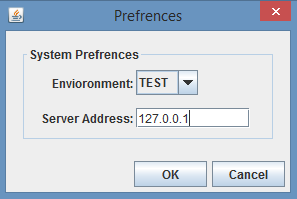 Prefrences
System Prefrences
Envioronment: TEST
Server Address: 127.0.0.1
OK Cancel